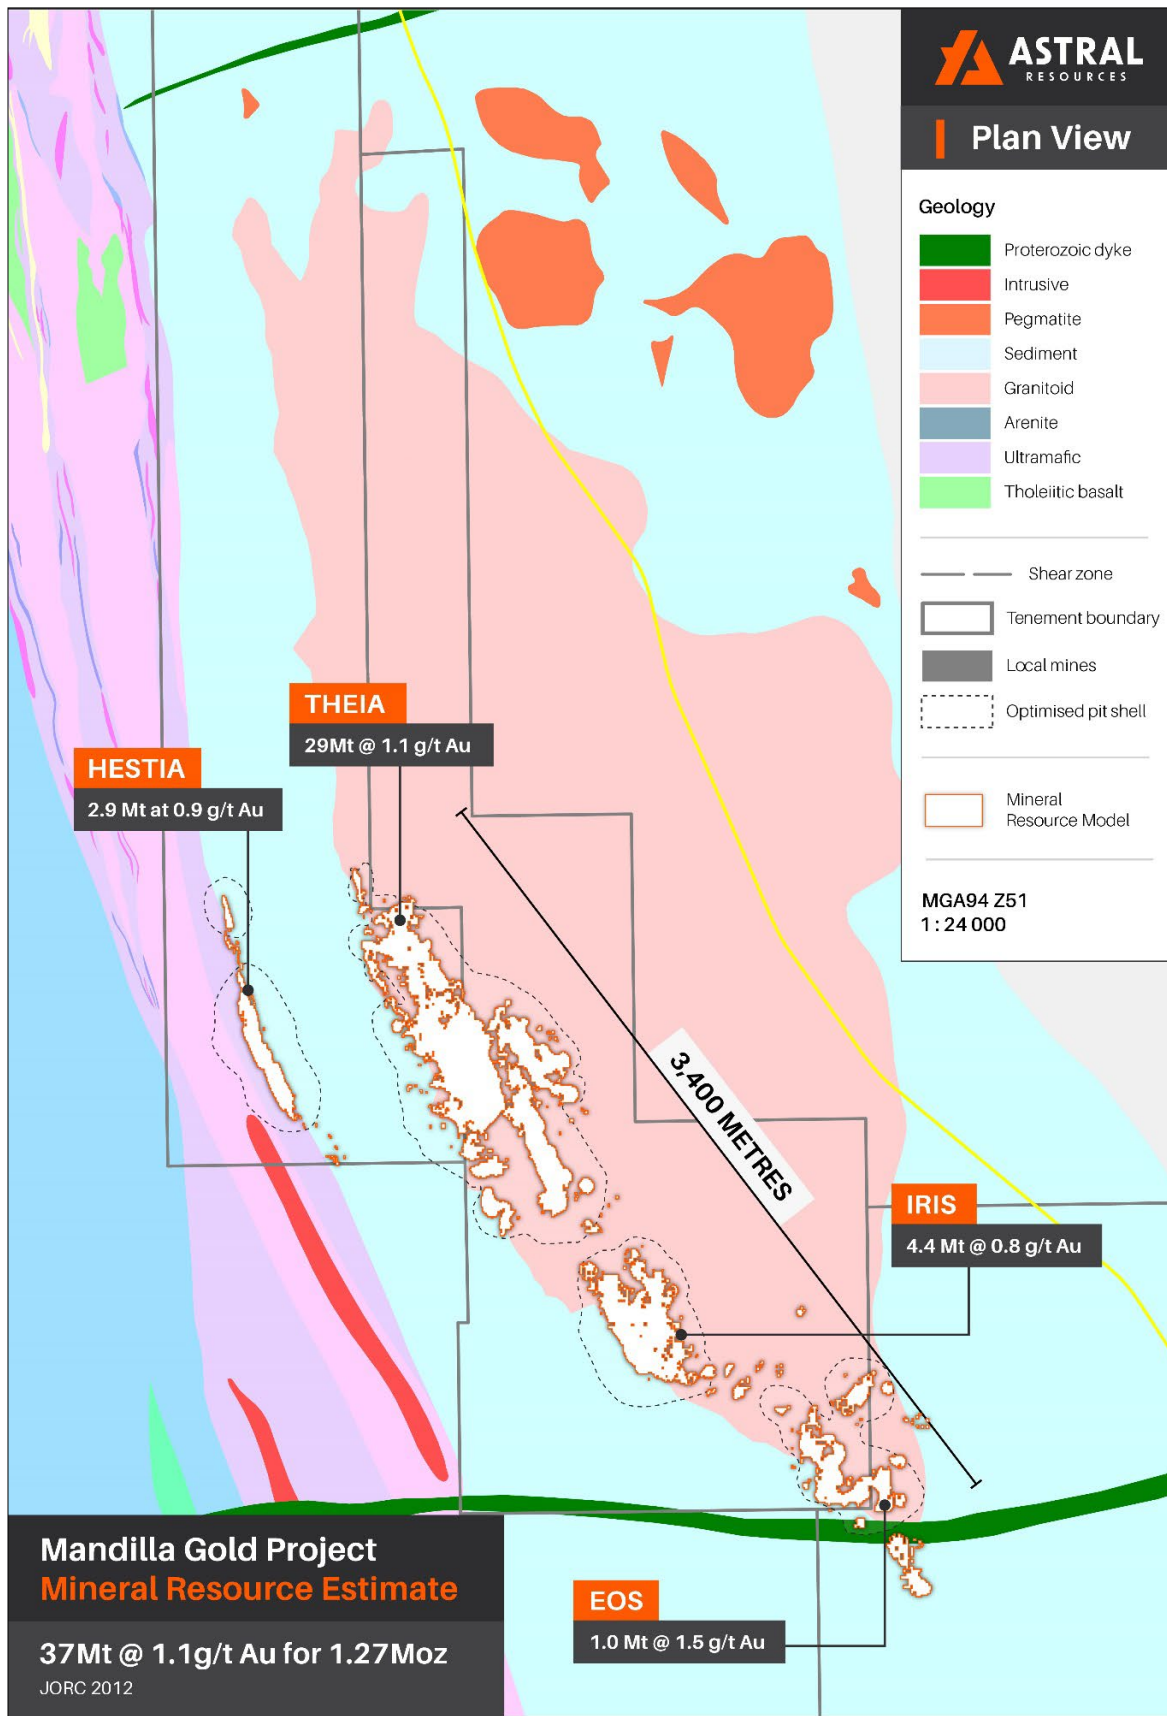 ASTRAL
RESOURCES
Plan View
Geology
Proterozoic dyke
Intrusive
Pegmatite
Sediment
Granitoid
Arenite
Ultramafic
Tholeiitic basalt
Shear zone
Tenement boundary
Local mines
Optimised pit shell
Mineral
Resource Model
MGA94 Z51
1 : 24 000
THEIA
29Mt @ 1.1 g/t Au
HESTIA
2.9 Mt at 0.9 g/t Au
3,400 METRES
IRIS
4.4 Mt @ 0.8 g/t Au
EOS
1.0 Mt @ 1.5 g/t Au
Mandilla Gold Project
Mineral Resource Estimate
37Mt @ 1.1g/t Au for 1.27Moz
JORC 2012